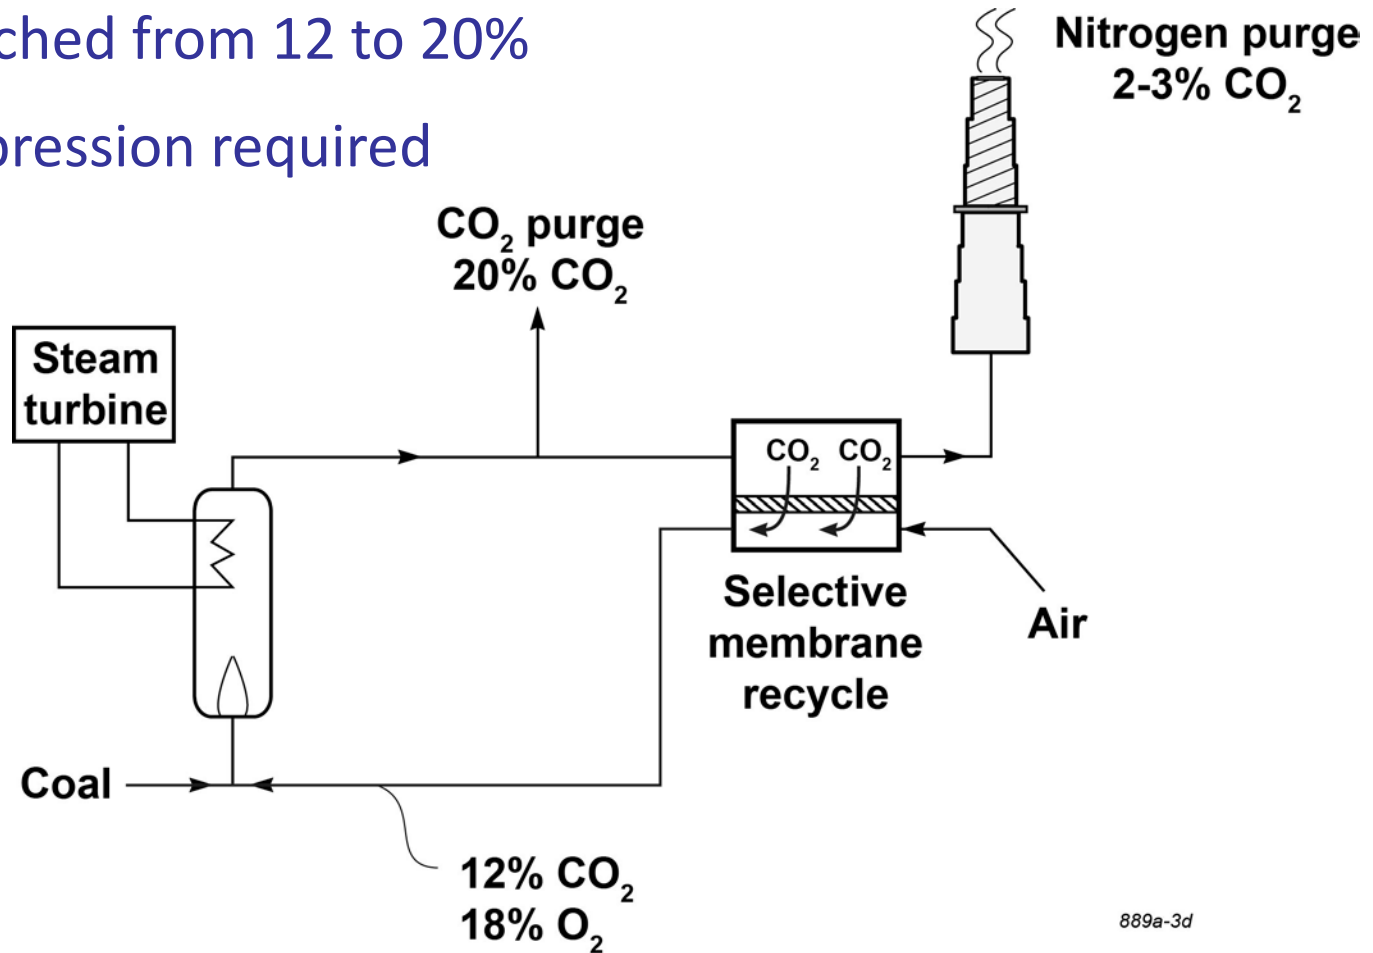 ched from 12 to 20%
pression required
Nitrogen purge
2-3% CO₂
CO₂ purge
20% CO₂
Steam
turbine
CO₂ CO₂
Selective
membrane
recycle
Air
Coal
12% CO₂
18% O₂
889a-3d